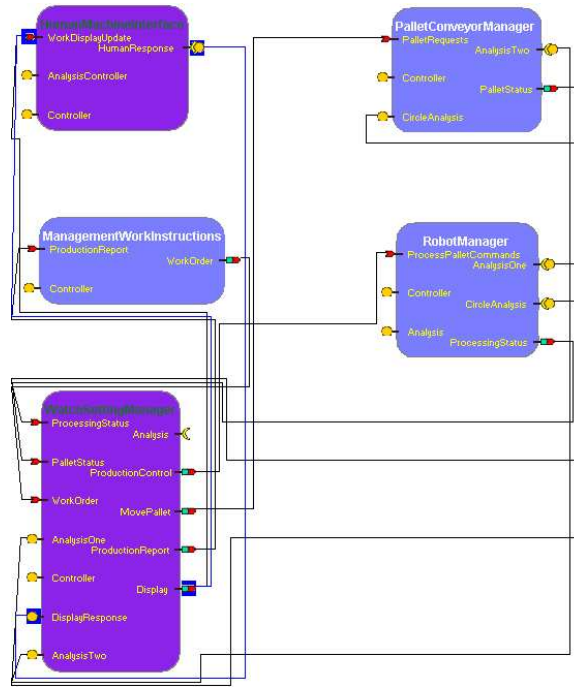 HumanMachineInterface
WorkDisplayUpdate
HumanResponse
AnalysisController
Controller
PalletConveyorManager
PalletRequests
AnalysisTwo
Controller
PalletStatus
CircleAnalysis
ManagementWorkInstructions
ProductionReport
WorkOrder
Controller
RobotManager
ProcessPalletCommands
AnalysisOne
Controller
CircleAnalysis
Analysis
ProcessingStatus
WatchSettingManager
ProcessingStatus
Analysis
PalletStatus
ProductionControl
WorkOrder
MovePallet
AnalysisOne
ProductionReport
Controller
Display
DisplayResponse
AnalysisTwo